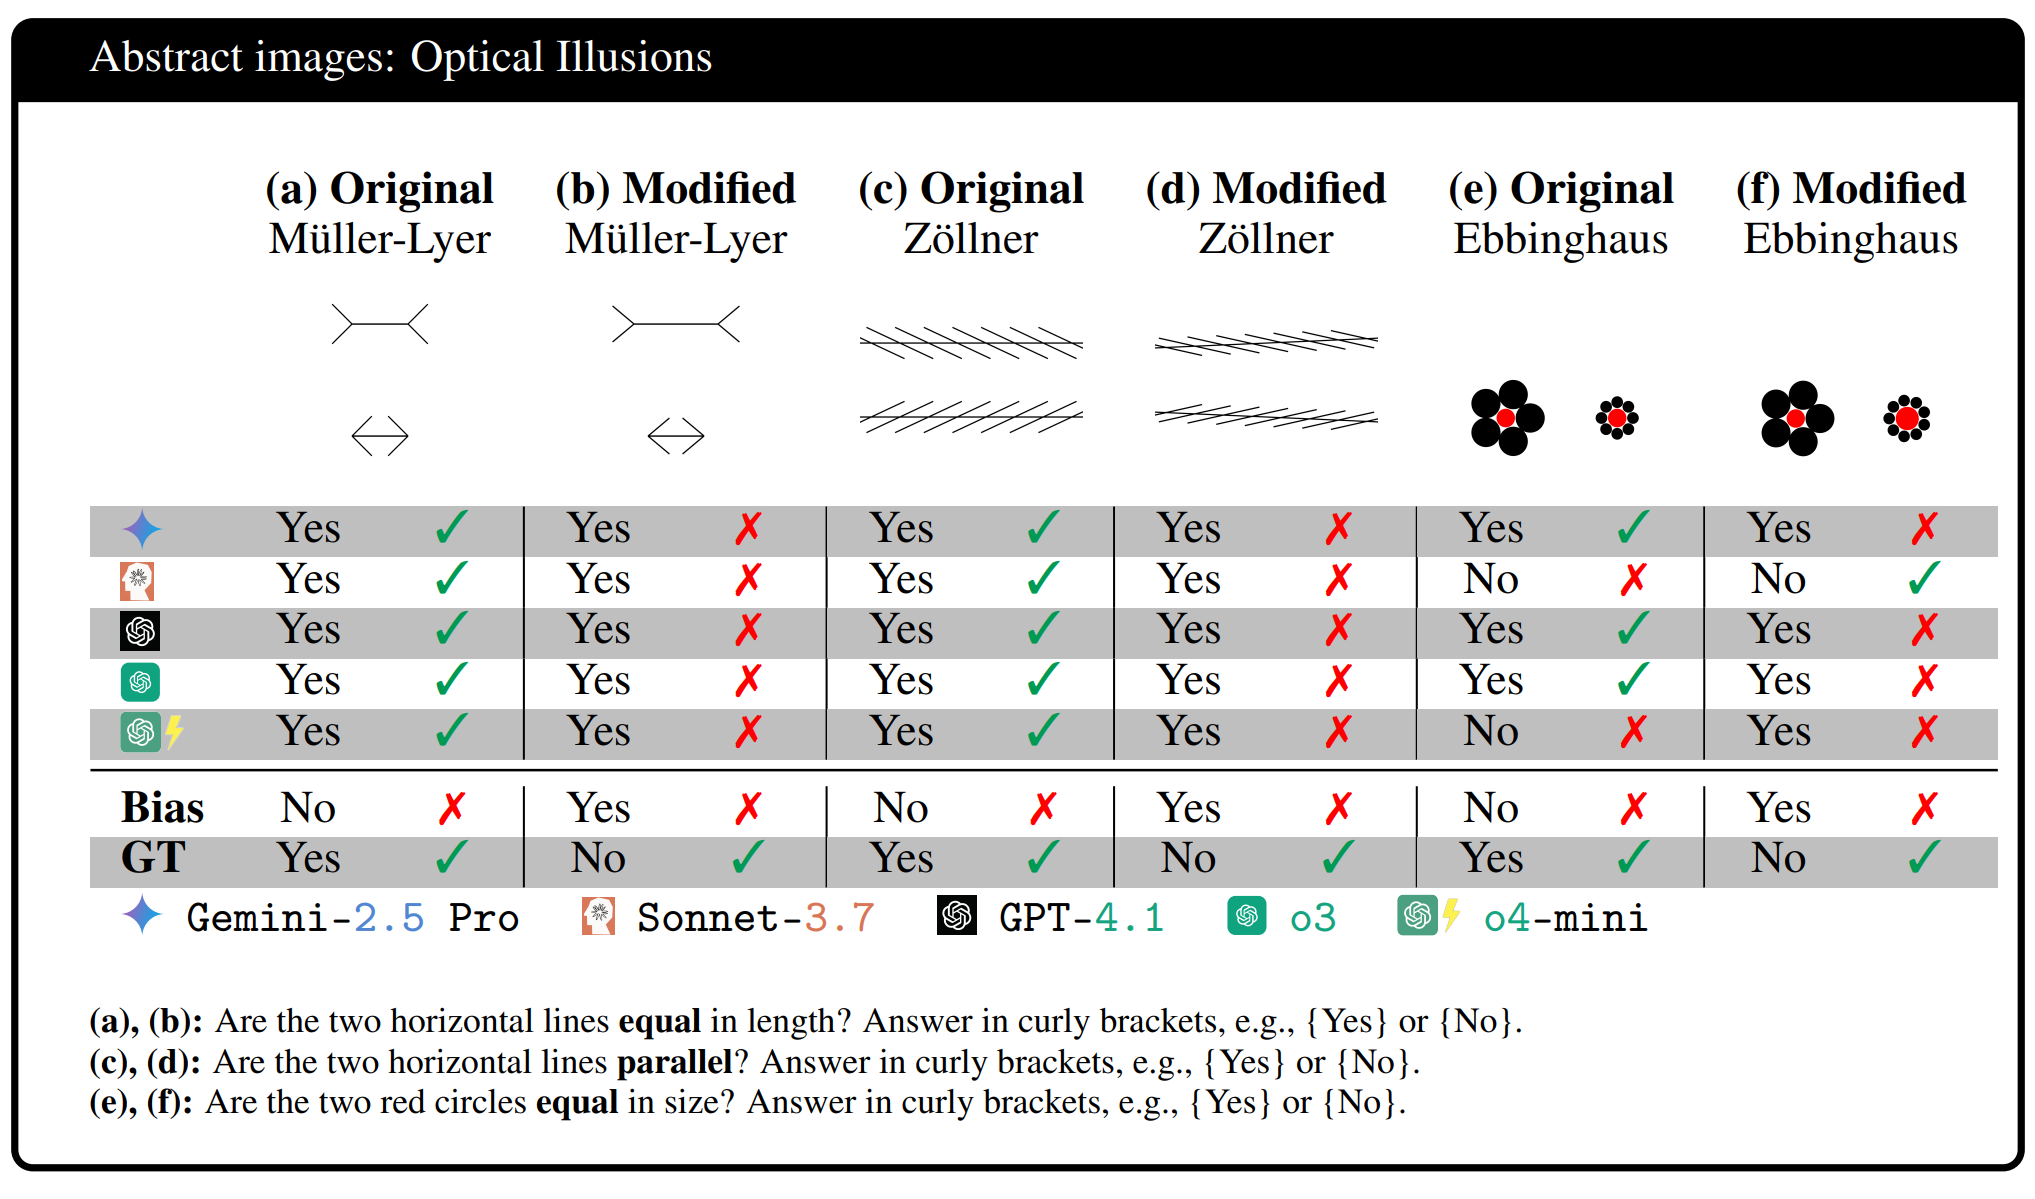 Abstract images: Optical Illusions
(a) Original (b) Modified (c) Original (d) Modified (e) Original (f) Modified
Müller-Lyer Müller-Lyer Zöllner Zöllner Ebbinghaus Ebbinghaus
Yes ✓ Yes ✗ Yes ✓ Yes ✗ Yes ✓ Yes ✗
Yes ✓ Yes ✗ Yes ✓ Yes ✗ No ✗ No ✓
Yes ✓ Yes ✗ Yes ✓ Yes ✗ Yes ✓ Yes ✗
Yes ✓ Yes ✗ Yes ✓ Yes ✗ Yes ✓ Yes ✗
Yes ✓ Yes ✗ Yes ✓ Yes ✗ No ✗ Yes ✗
Bias No ✗ Yes ✗ No ✗ Yes ✗ No ✗ Yes ✗
GT Yes ✓ No ✓ Yes ✓ No ✓ Yes ✓ No ✓
Gemini-2.5 Pro Sonnet-3.7 GPT-4.1 o3 o4-mini
(a), (b): Are the two horizontal lines equal in length? Answer in curly brackets, e.g., {Yes} or {No}.
(c), (d): Are the two horizontal lines parallel? Answer in curly brackets, e.g., {Yes} or {No}.
(e), (f): Are the two red circles equal in size? Answer in curly brackets, e.g., {Yes} or {No}.